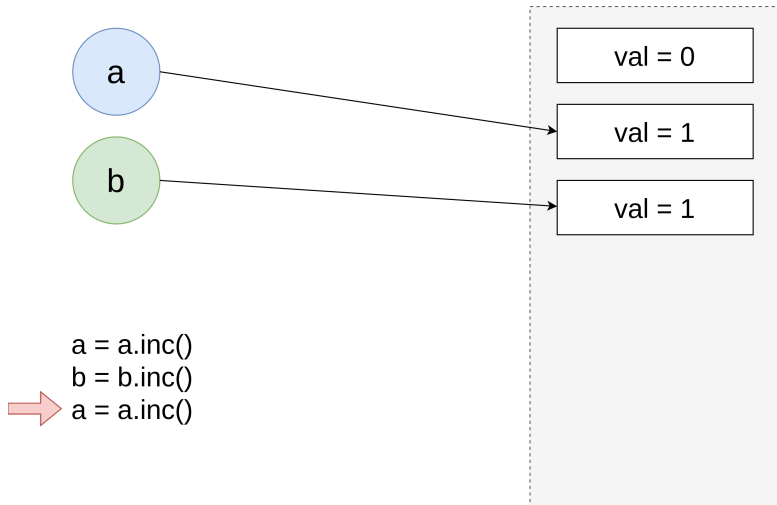 a
val = 0
val = 1
b
val = 1
a = a.inc()
b = b.inc()
a = a.inc()